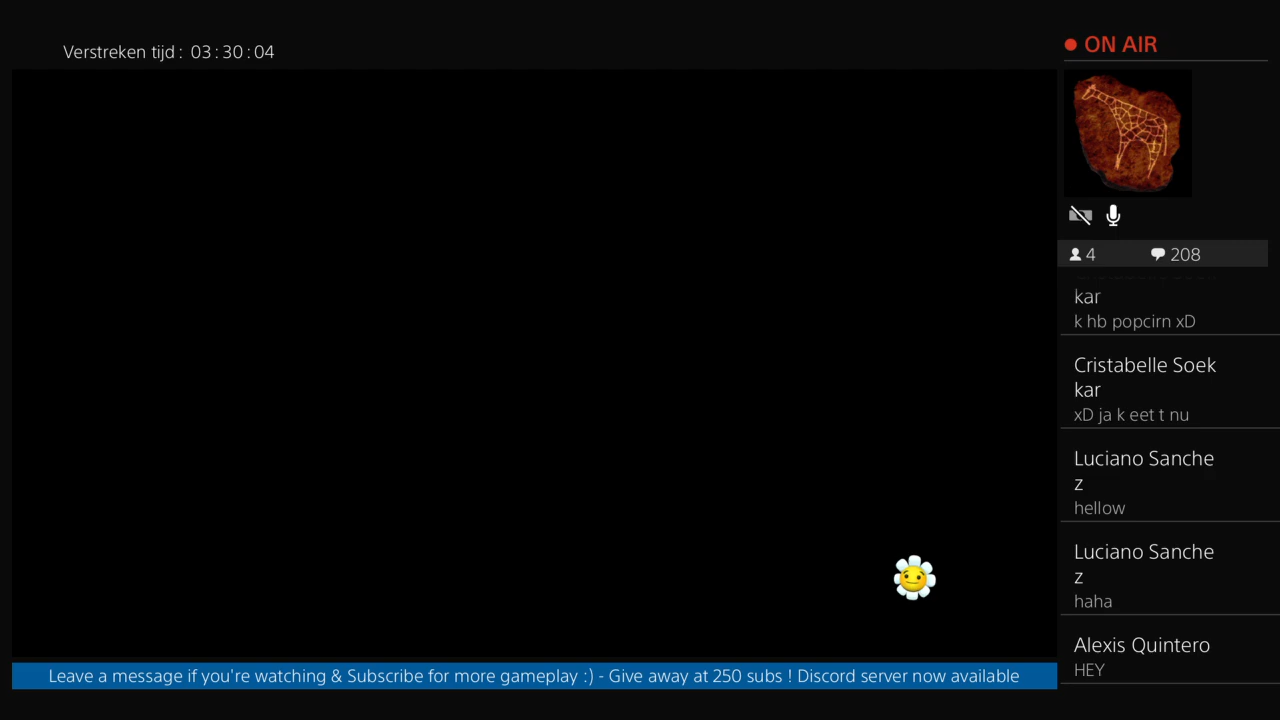 Verstreken tijd : 03 : 30 : 04
ON AIR
4
208
kar
k hb popcirn xD
Cristabelle Soek
kar
xD ja k eet t nu
Luciano Sanche
z
hellow
Luciano Sanche
z
haha
Alexis Quintero
HEY
Leave a message if you're watching & Subscribe for more gameplay :) - Give away at 250 subs ! Discord server now available